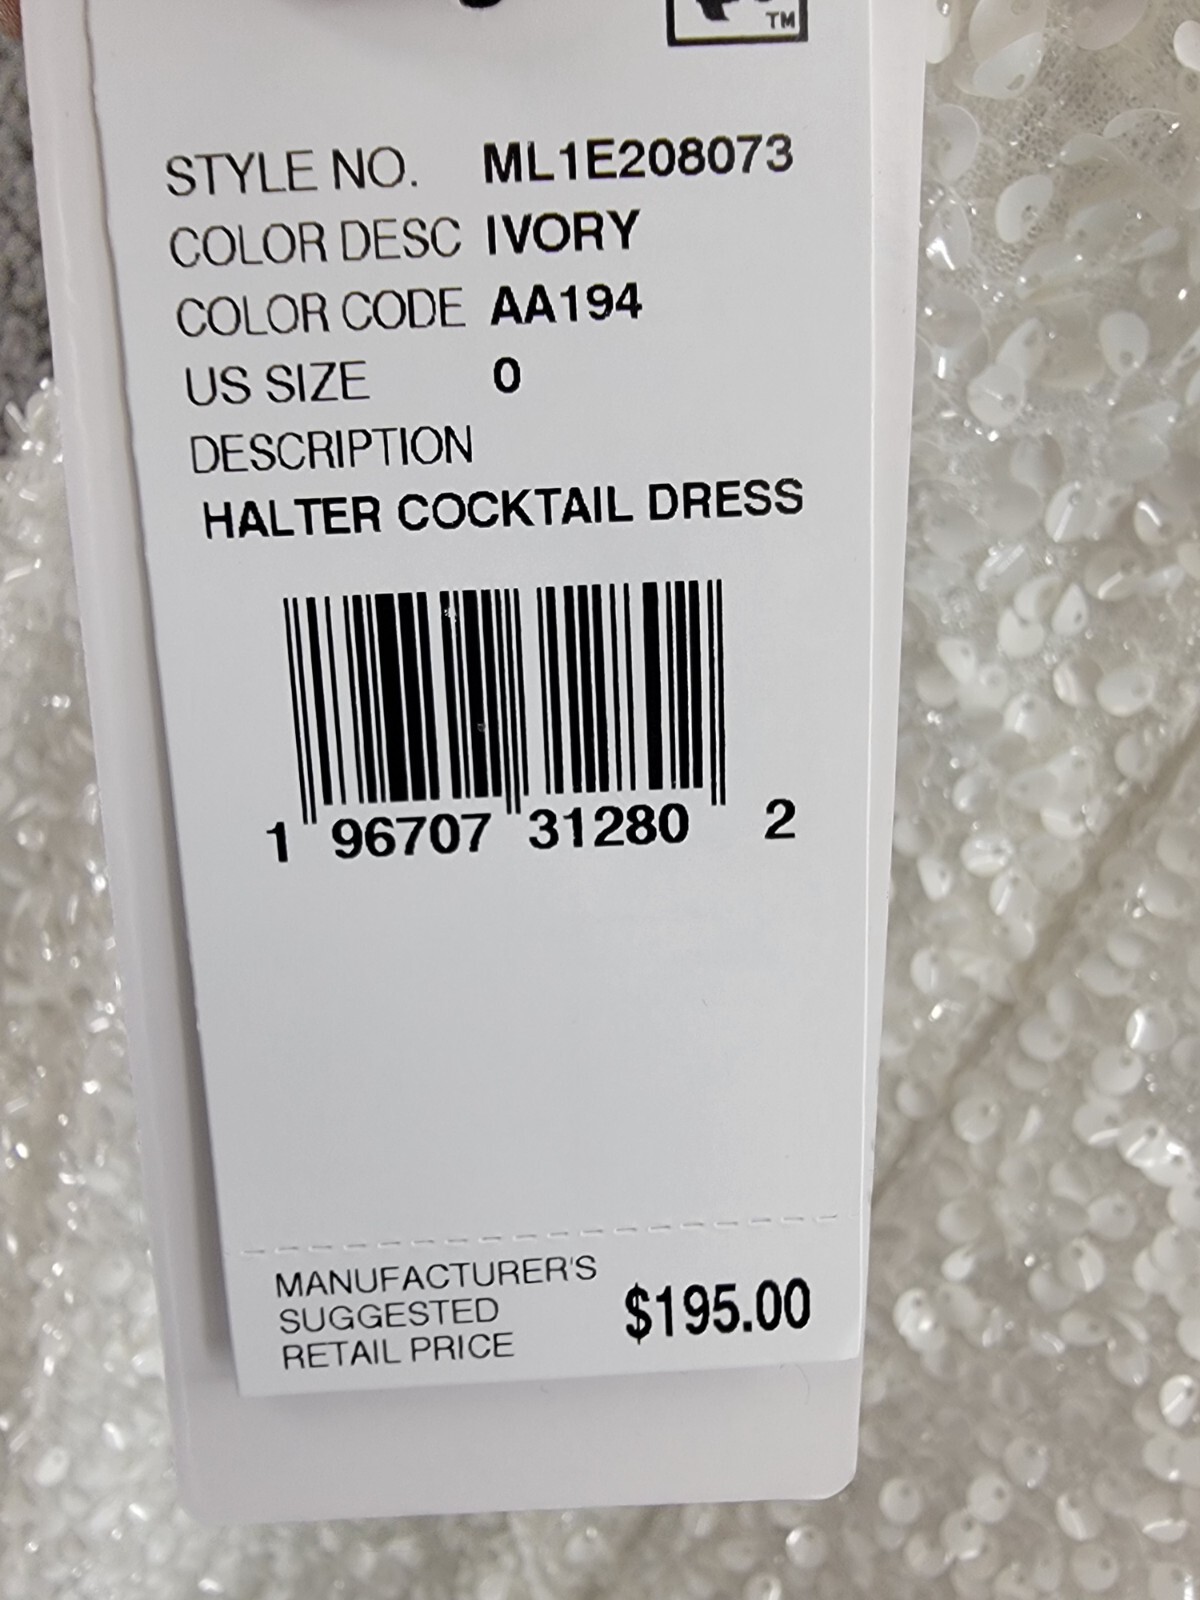 TM
STYLE NO. ML1E208073
COLOR DESC IVORY
COLOR CODE AA194
US SIZE 0
DESCRIPTION
HALTER COCKTAIL DRESS
1 96707 31280 2
MANUFACTURER'S
SUGGESTED
RETAIL PRICE
$195.00